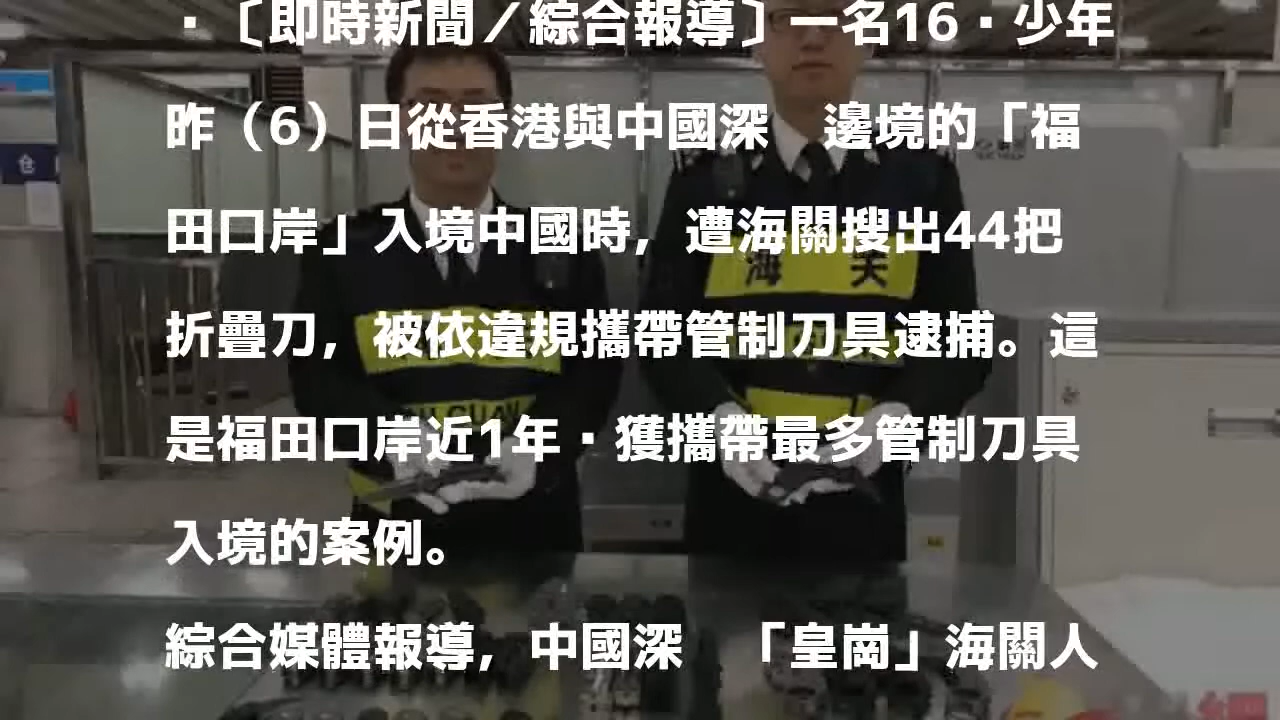 ·〔即時新聞／綜合報導〕一名16·少年
昨（6）日從香港與中國深　邊境的「福
田口岸」入境中國時，遭海關搜出44把
折疊刀，被依違規攜帶管制刀具逮捕。這
是福田口岸近1年·獲攜帶最多管制刀具
入境的案例。
綜合媒體報導，中國深　「皇崗」海關人
海 关